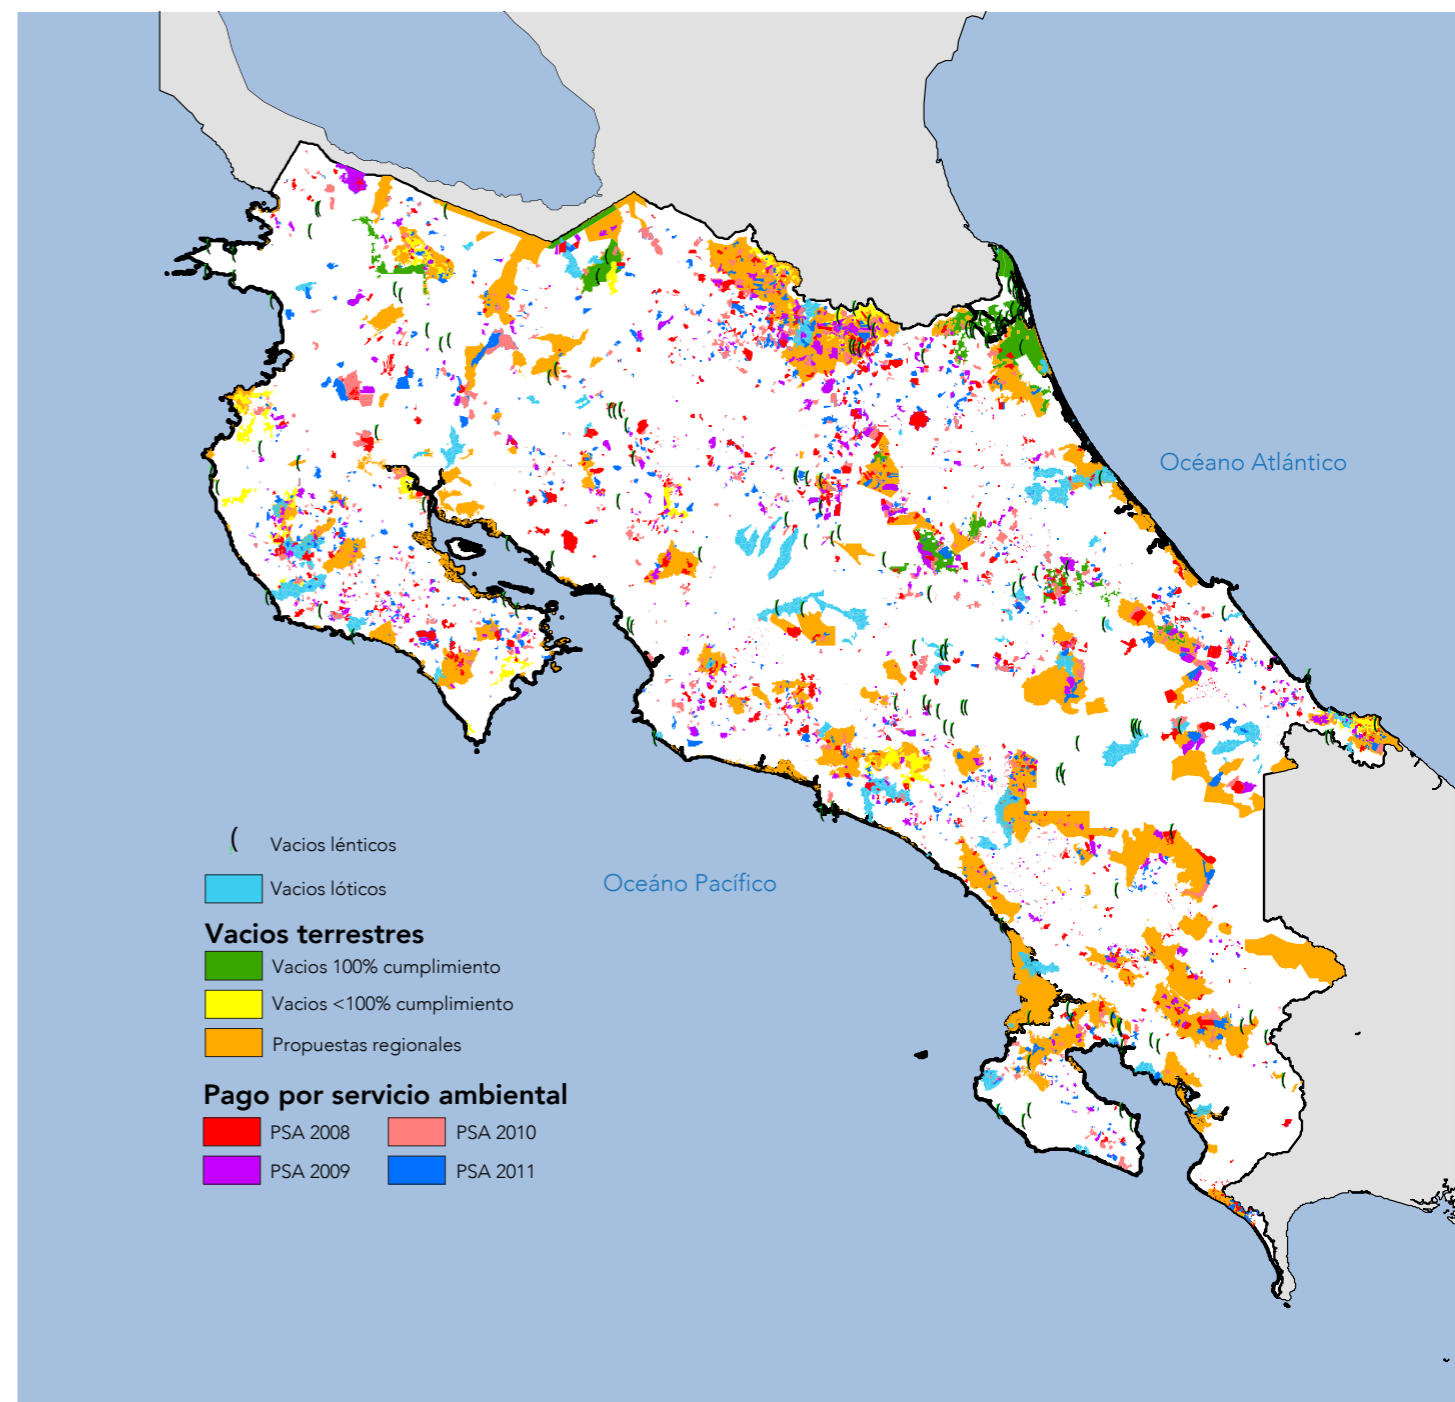 Océano Atlántico
Vacios lénticos
Vacios lóticos
Oceáno Pacífico
Vacios terrestres
Vacios 100% cumplimiento
Vacios <100% cumplimiento
Propuestas regionales
Pago por servicio ambiental
PSA 2008
PSA 2010
PSA 2009
PSA 2011